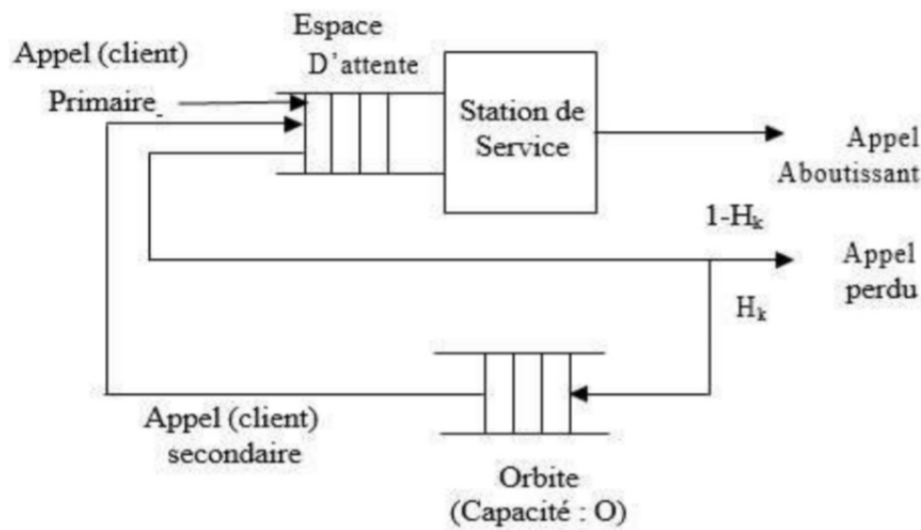 Espace
D'attente
Appel (client)
Primaire
Station de
Service
Appel
Aboutissant
1-Hk
Appel
perdu
Hk
Appel (client)
secondaire
Orbite
(Capacité : O)